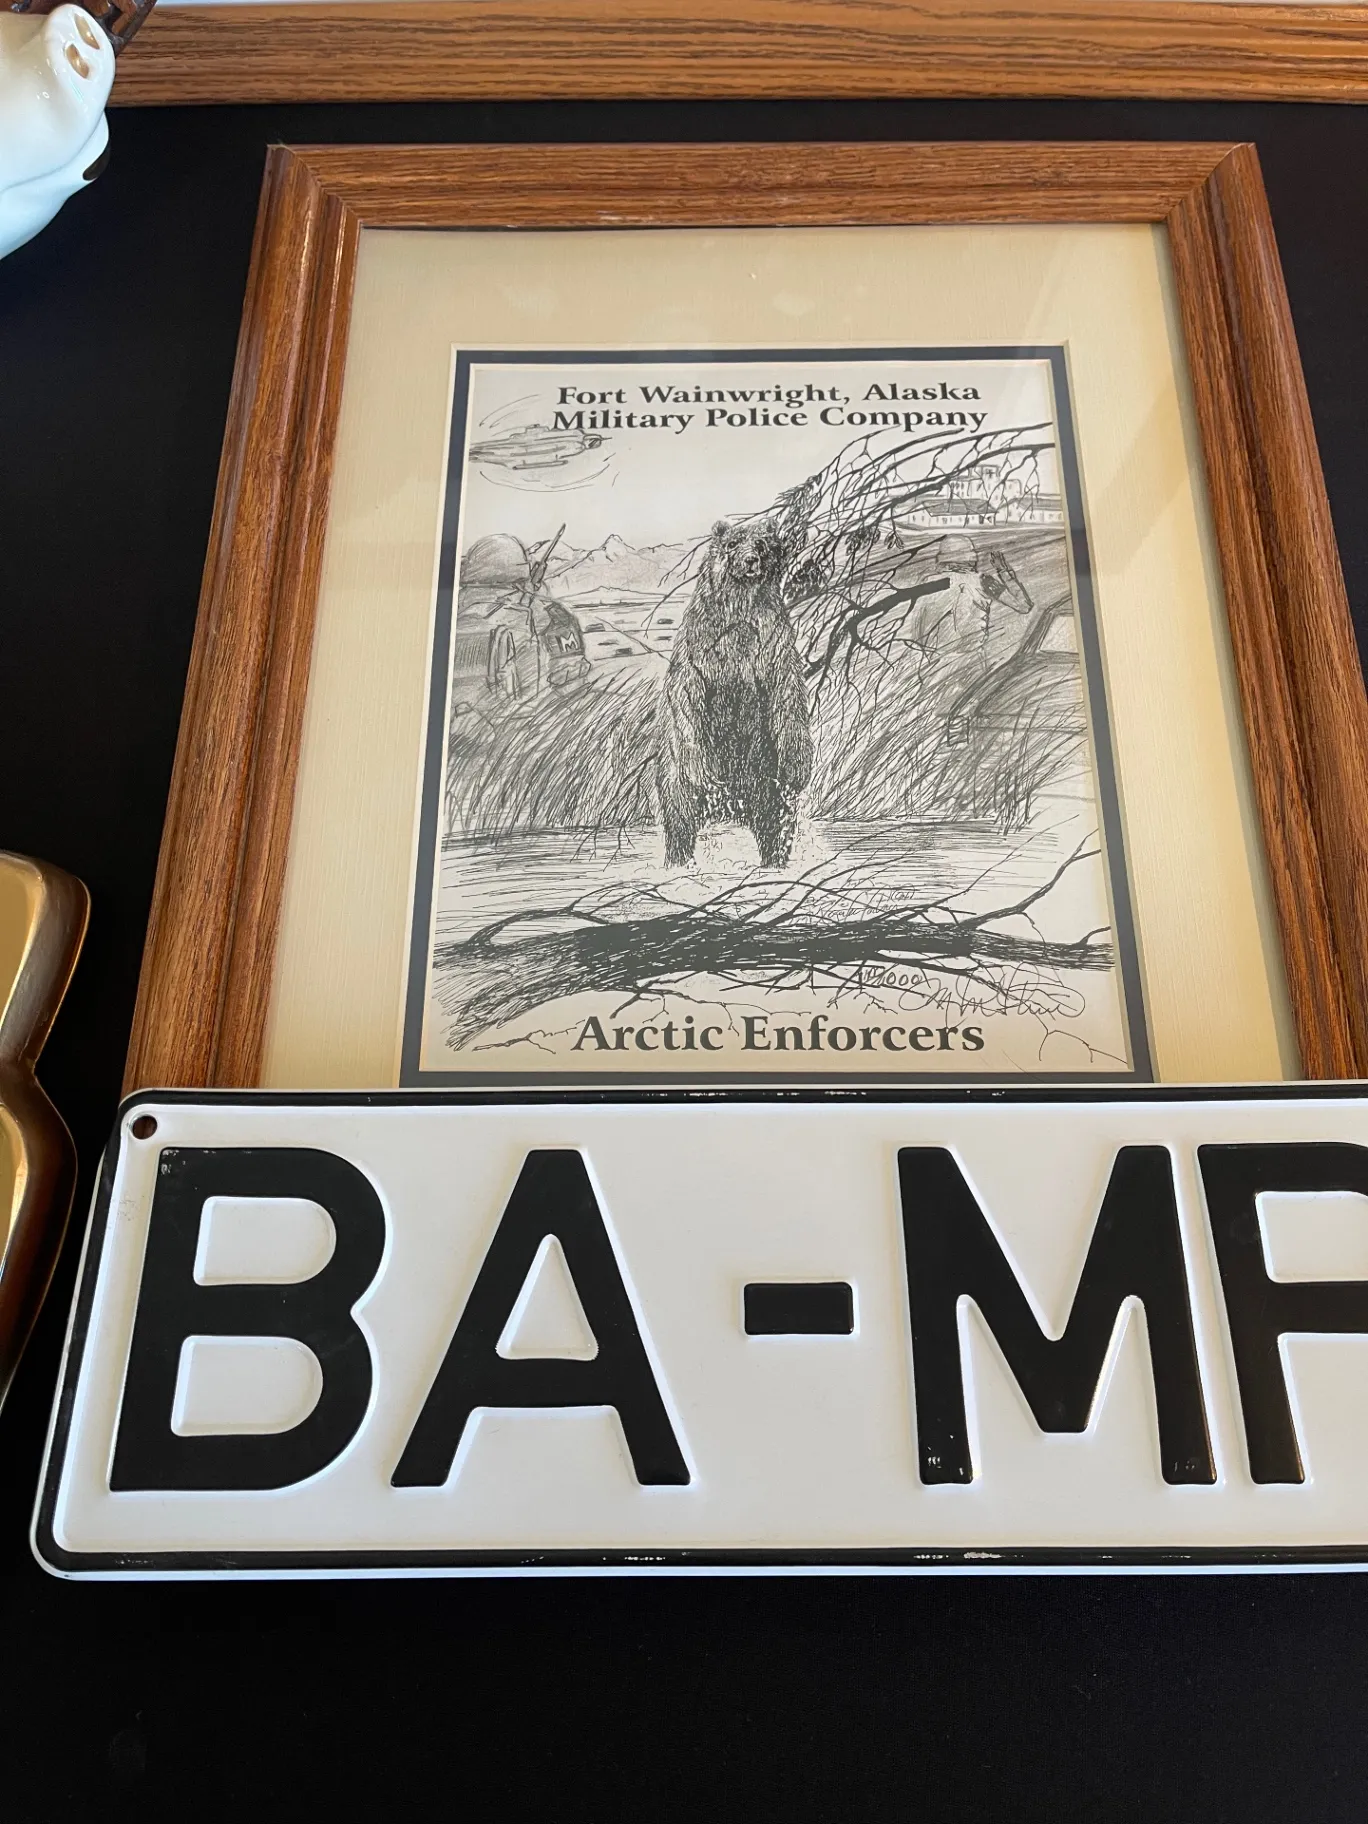 Fort Wainwright, Alaska
Military Police Company
M
Arctic Enforcers
BA-MP